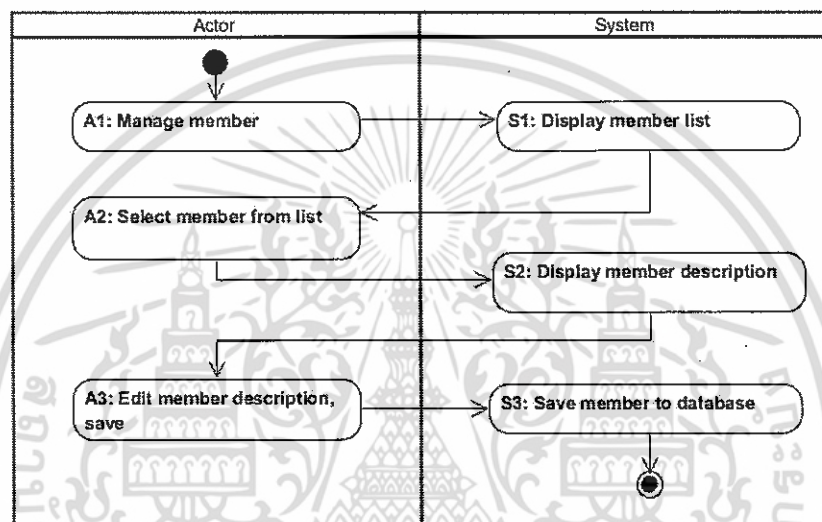 Actor
System
A1: Manage member
S1: Display member list
A2: Select member from list
S2: Display member description
A3: Edit member description,
save
S3: Save member to database